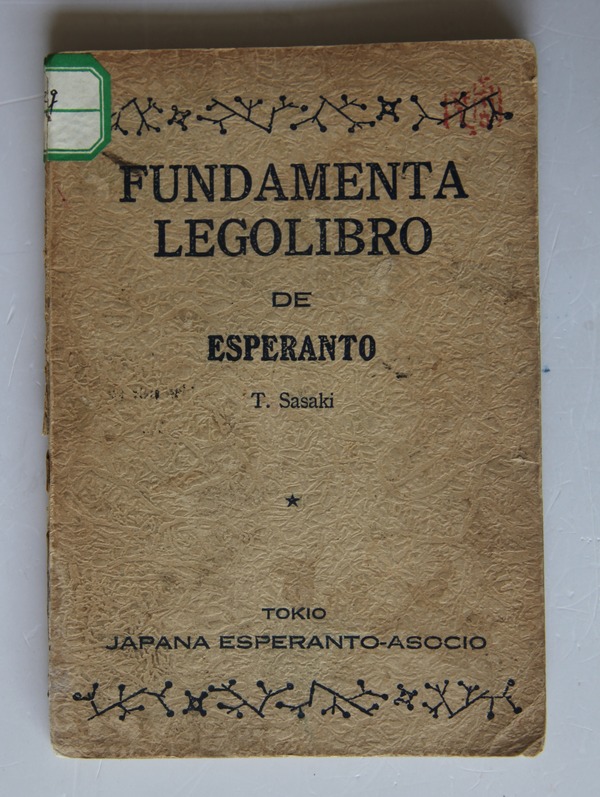 FUNDAMENTA
LEGOLIBRO
DE
ESPERANTO
T. Sasaki
TOKIO
JAPANA ESPERANTO-ASOCIO